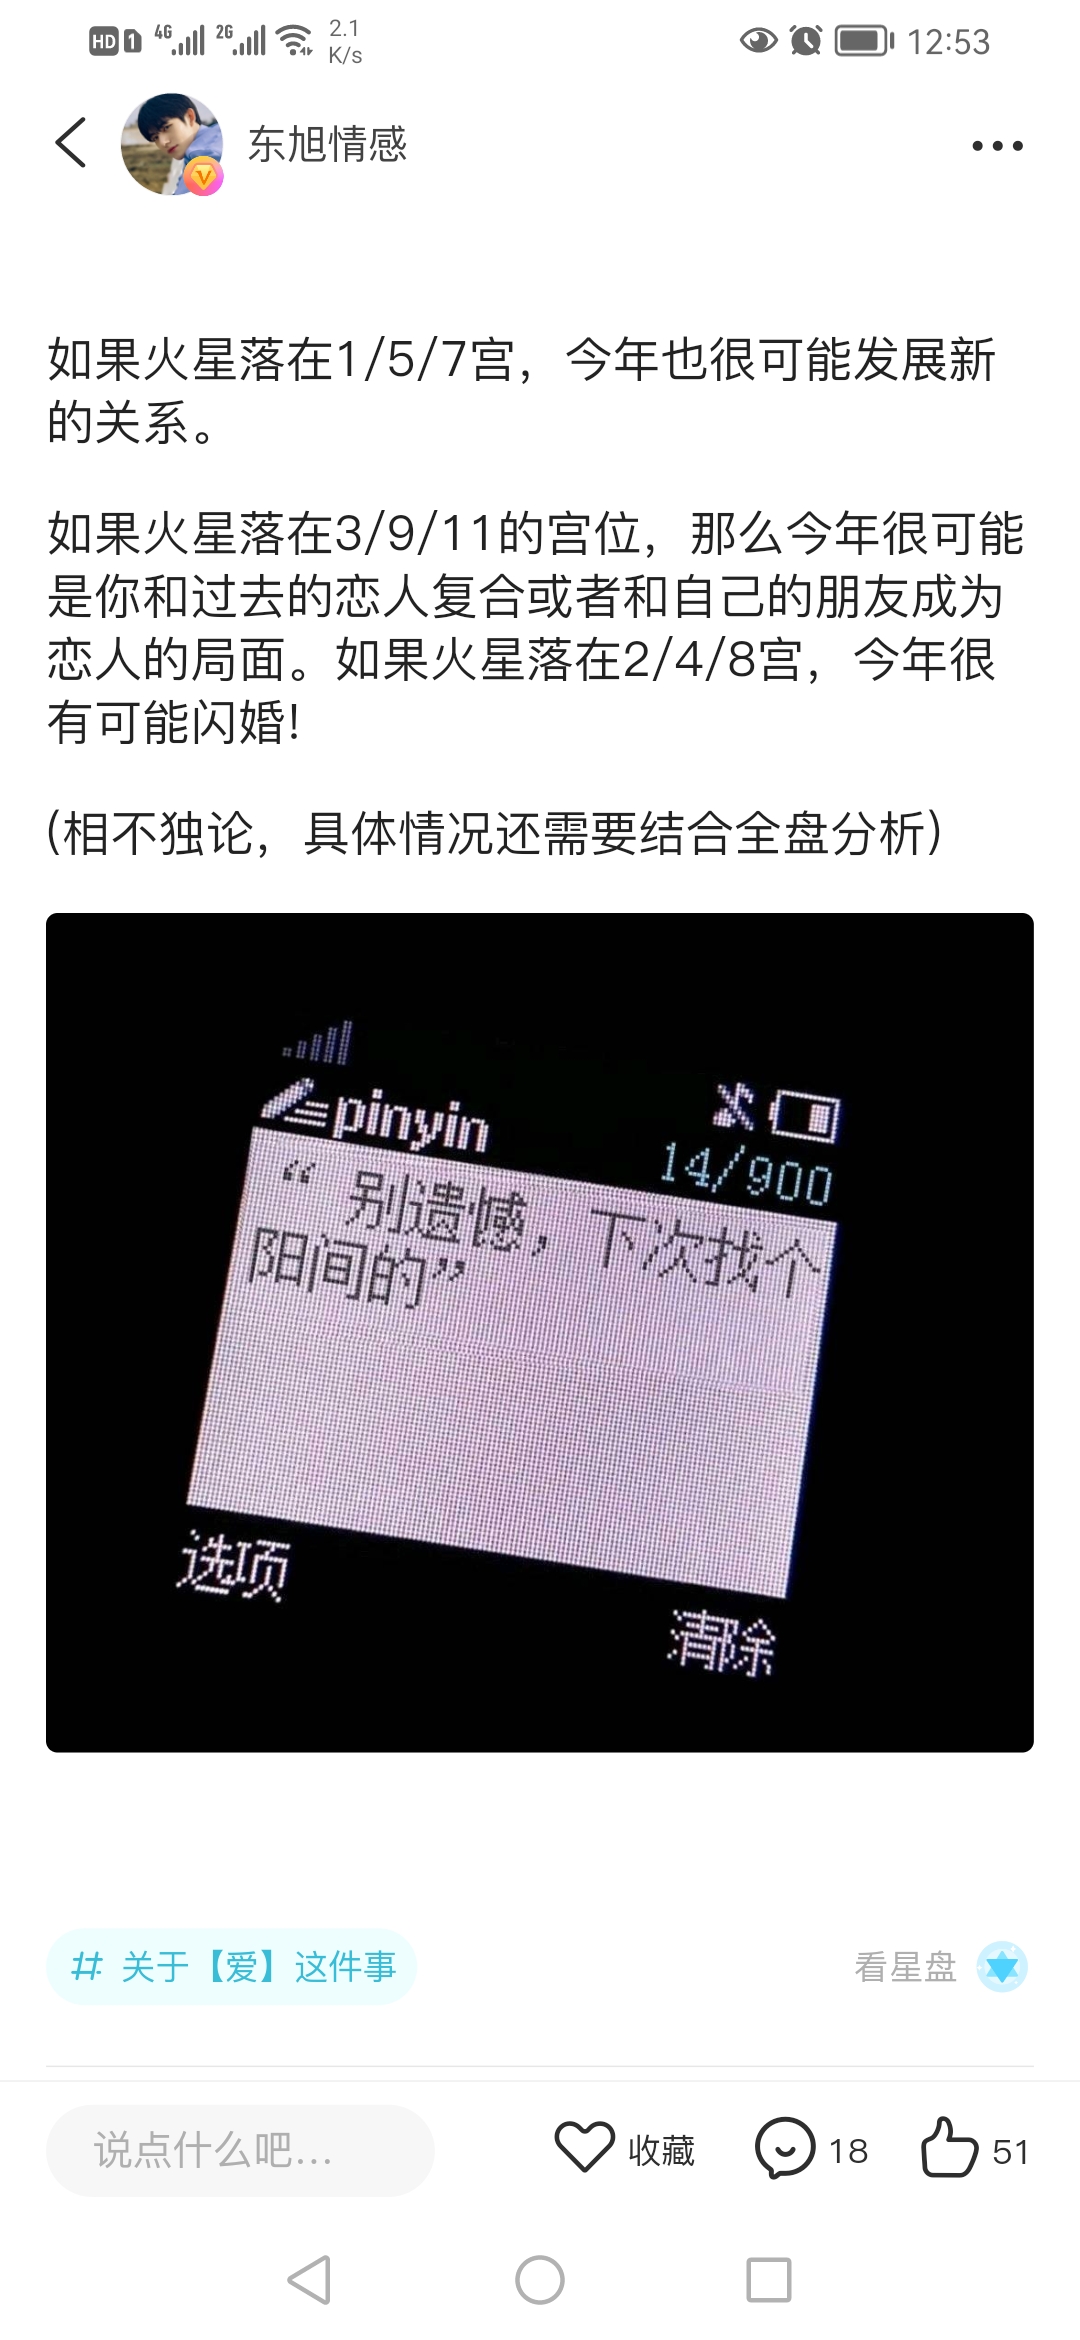 HD 1 4G 2G 2.1 K/s 12:53
东旭情感
如果火星落在1/5/7宫，今年也很可能发展新
的关系。
如果火星落在3/9/11的宫位，那么今年很可能
是你和过去的恋人复合或者和自己的朋友成为
恋人的局面。如果火星落在2/4/8宫，今年很
有可能闪婚!
(相不独论，具体情况还需要结合全盘分析)
pinyin
14/900
“ 别遗憾，下次找个
阳间的”
选项
清除
# 关于【爱】这件事
看星盘
说点什么吧...
收藏
18
51